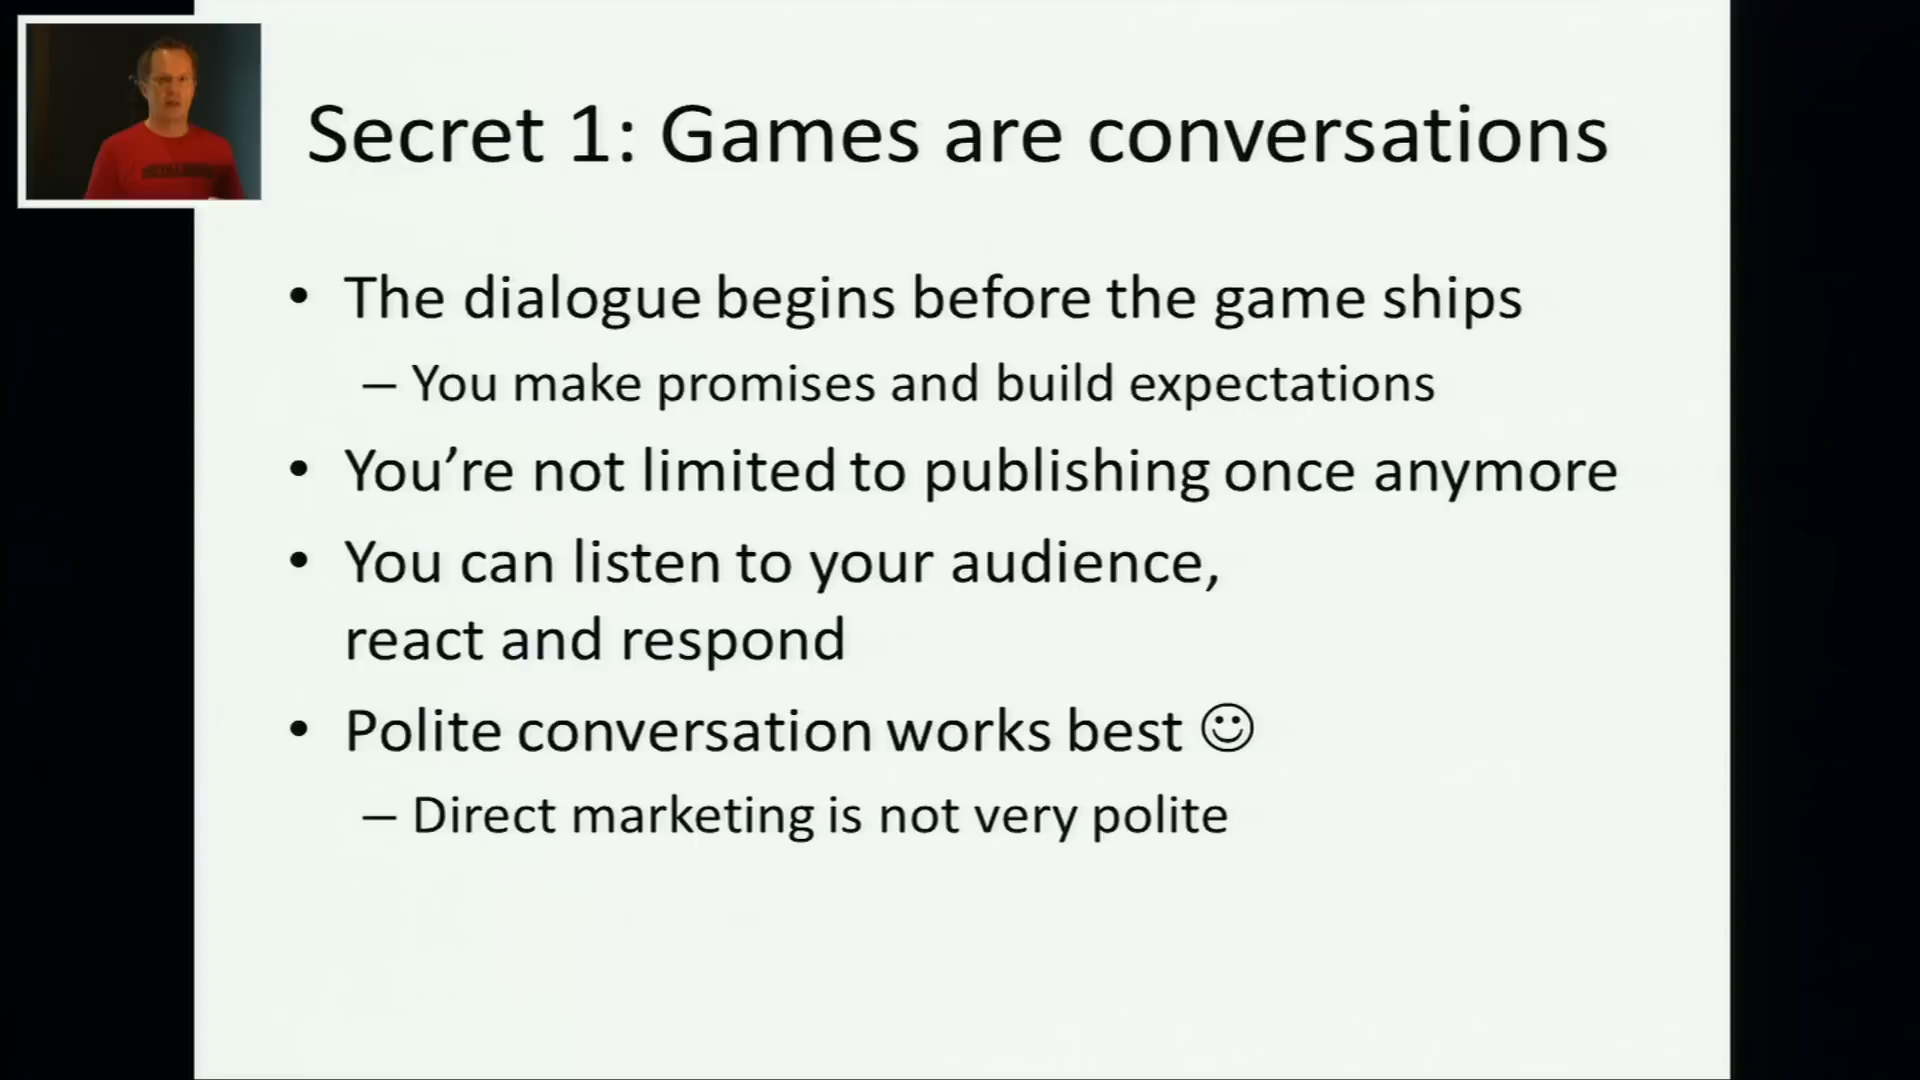 Secret 1: Games are conversations
• The dialogue begins before the game ships
– You make promises and build expectations
• You’re not limited to publishing once anymore
• You can listen to your audience,
react and respond
• Polite conversation works best ☺
– Direct marketing is not very polite